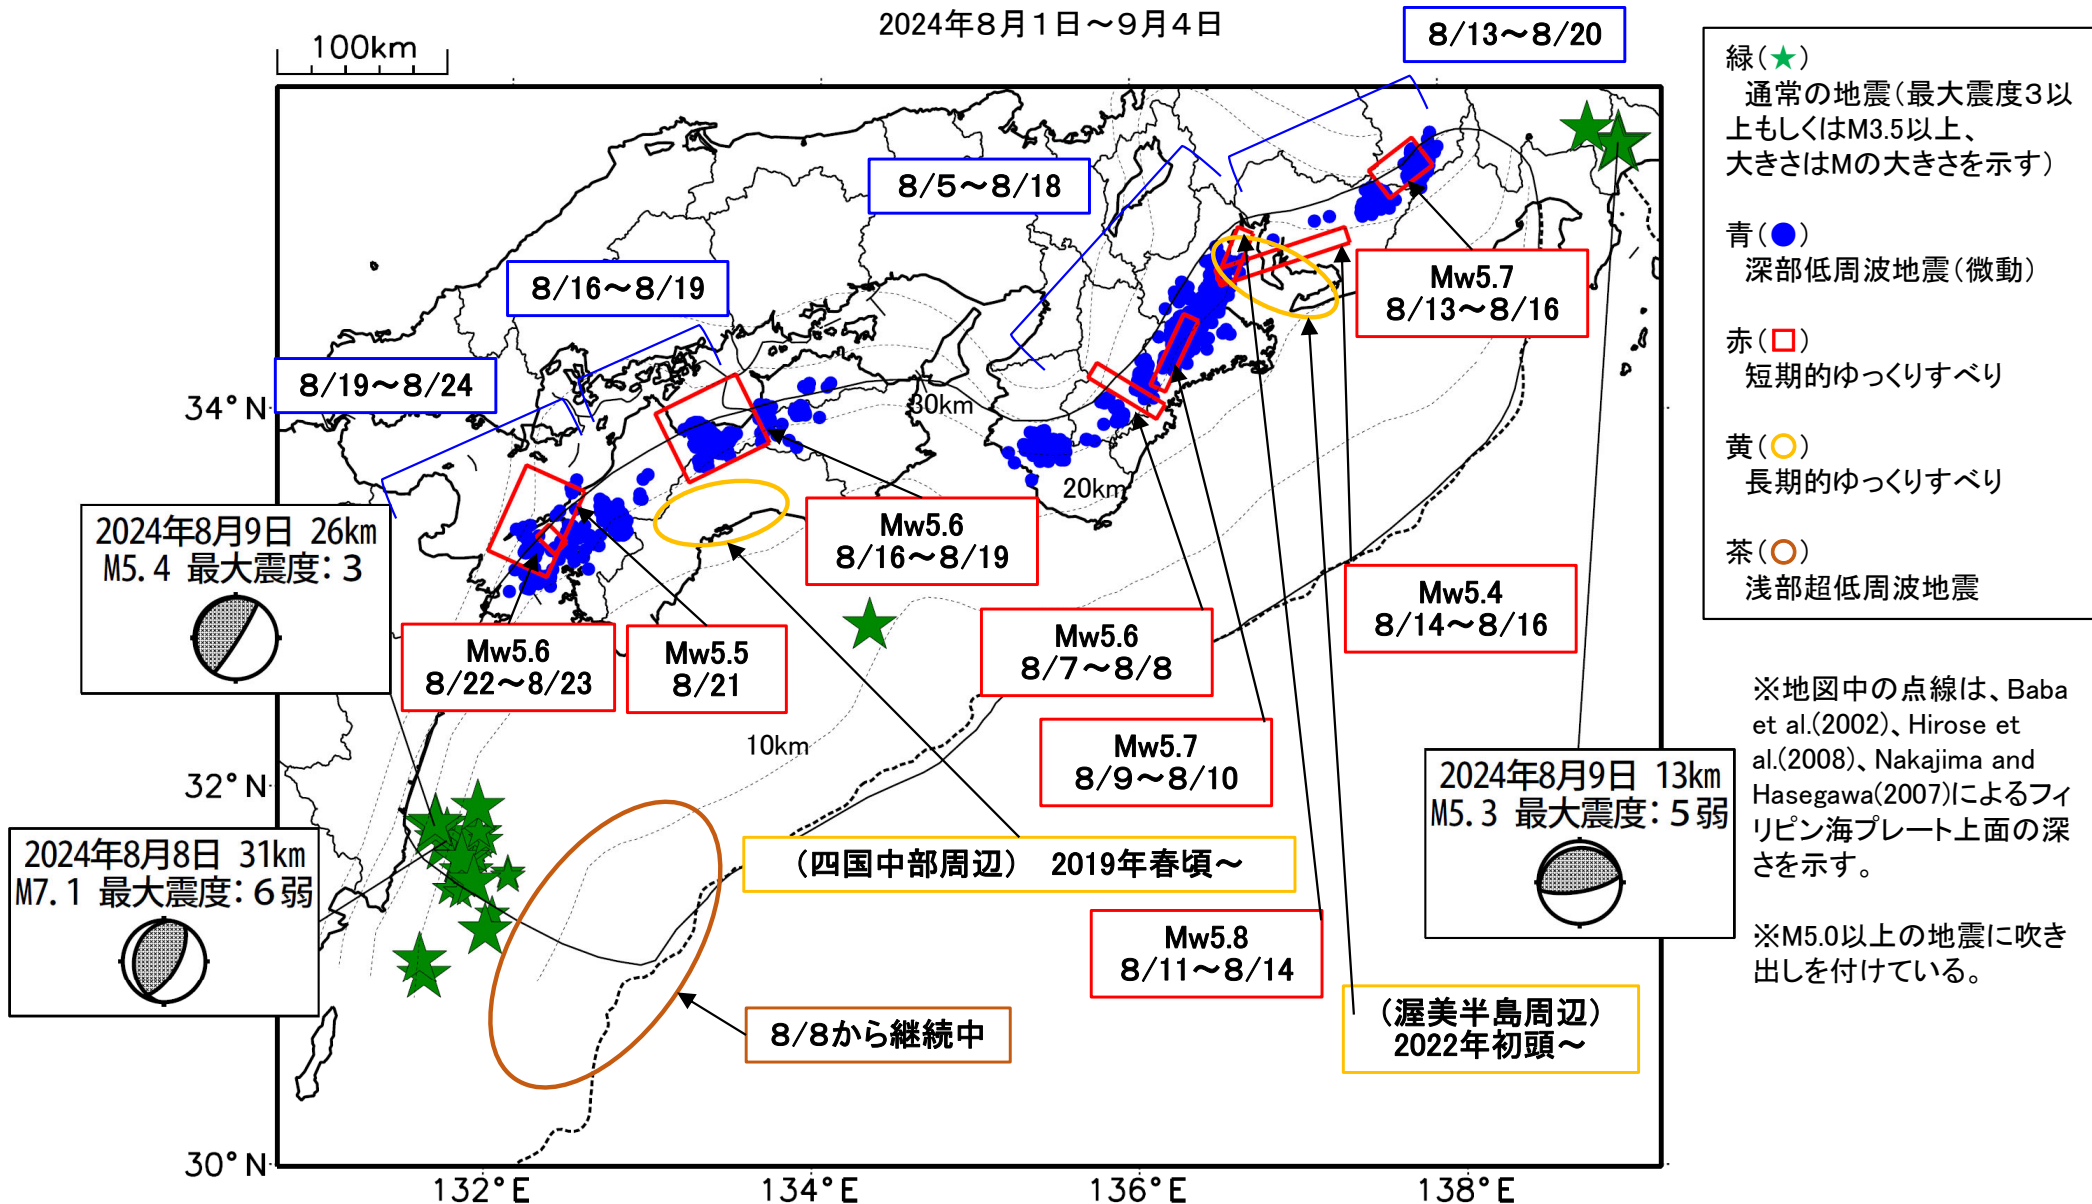 2024年８月１日～９月４日
100km
8/13～8/20
８/５～８/18
8/16～8/19
8/19～8/24
34°N
32°N
30°N
132°E
134°E
136°E
138°E
30km
20km
10km
2024年8月9日 26km
M5.4 最大震度：３
2024年8月8日 31km
M7.1 最大震度：６弱
2024年8月9日 13km
M5.3 最大震度：５弱
Mw5.7
8/13～8/16
Mw5.6
8/16～8/19
Mw5.4
8/14～8/16
Mw5.6
8/22～8/23
Mw5.5
8/21
Mw5.6
８/７～８/８
Mw5.7
8/９～8/10
Mw5.8
8/11～8/14
（四国中部周辺）　2019年春頃～
（渥美半島周辺）
2022年初頭～
８/８から継続中
緑（★）
通常の地震（最大震度３以
上もしくはM3.5以上、
大きさはMの大きさを示す）
青（●）
深部低周波地震（微動）
赤（□）
短期的ゆっくりすべり
黄（○）
長期的ゆっくりすべり
茶（○）
浅部超低周波地震
※地図中の点線は、Baba
et al.(2002)、Hirose et
al.(2008)、Nakajima and
Hasegawa(2007)によるフィ
リピン海プレート上面の深
さを示す。
※M5.0以上の地震に吹き
出しを付けている。